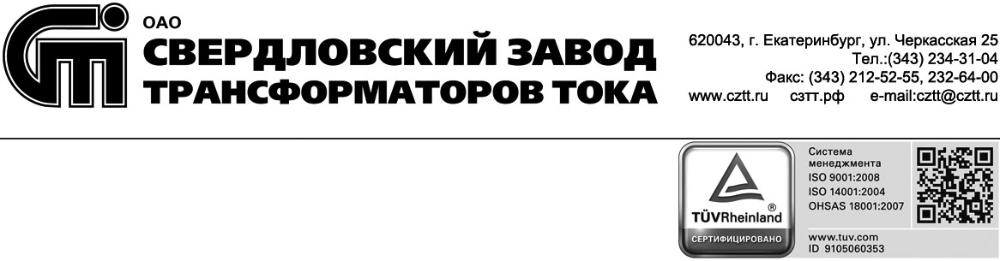 ОАО
СВЕРДЛОВСКИЙ ЗАВОД
ТРАНСФОРМАТОРОВ ТОКА
620043, г. Екатеринбург, ул. Черкасская 25
Тел.:(343) 234-31-04
Факс: (343) 212-52-55, 232-64-00
www.cztt.ru сзтт.рф e-mail:cztt@cztt.ru
TÜVRheinland ®
СЕРТИФИЦИРОВАНО
Система
менеджмента
ISO 9001:2008
ISO 14001:2004
OHSAS 18001:2007
www.tuv.com
ID 9105060353